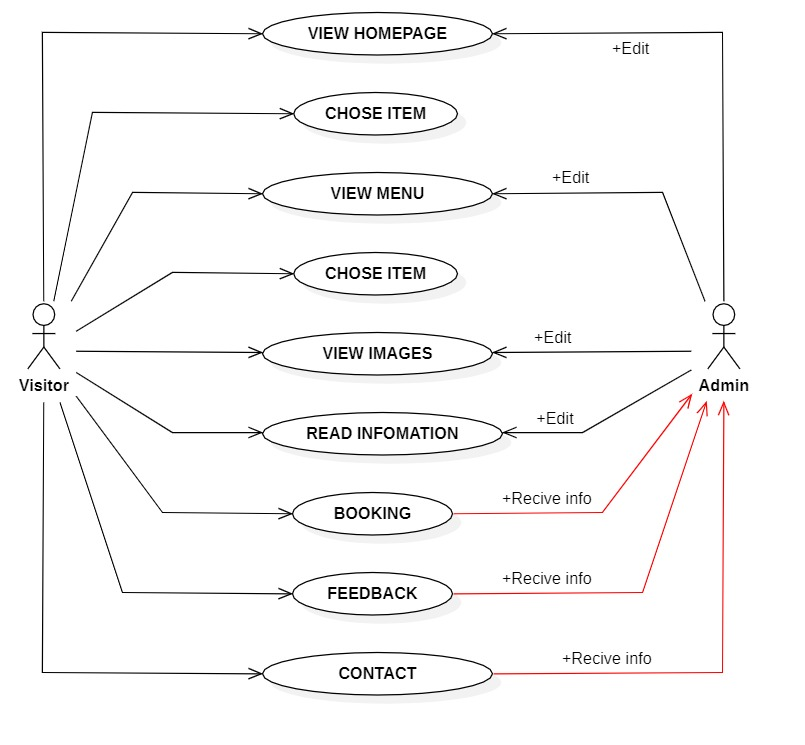 VIEW HOMEPAGE
+Edit
CHOSE ITEM
+Edit
VIEW MENU
CHOSE ITEM
+Edit
VIEW IMAGES
Visitor
Admin
+Edit
READ INFOMATION
+Recive info
BOOKING
+Recive info
FEEDBACK
+Recive info
CONTACT